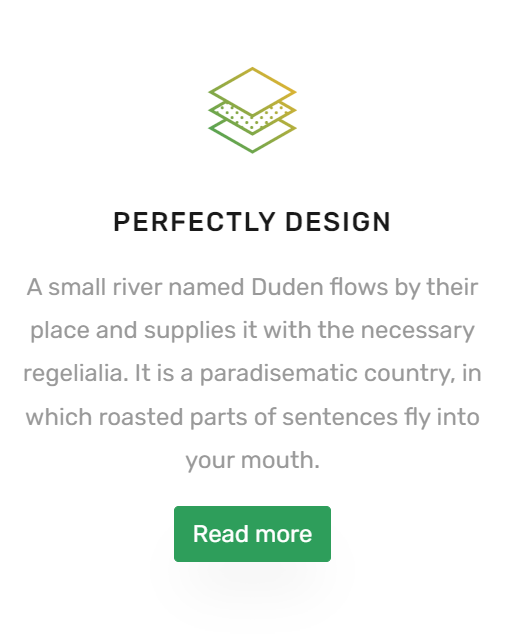 PERFECTLY DESIGN
A small river named Duden flows by their
place and supplies it with the necessary
regelialia. It is a paradisematic country, in
which roasted parts of sentences fly into
your mouth.
Read more